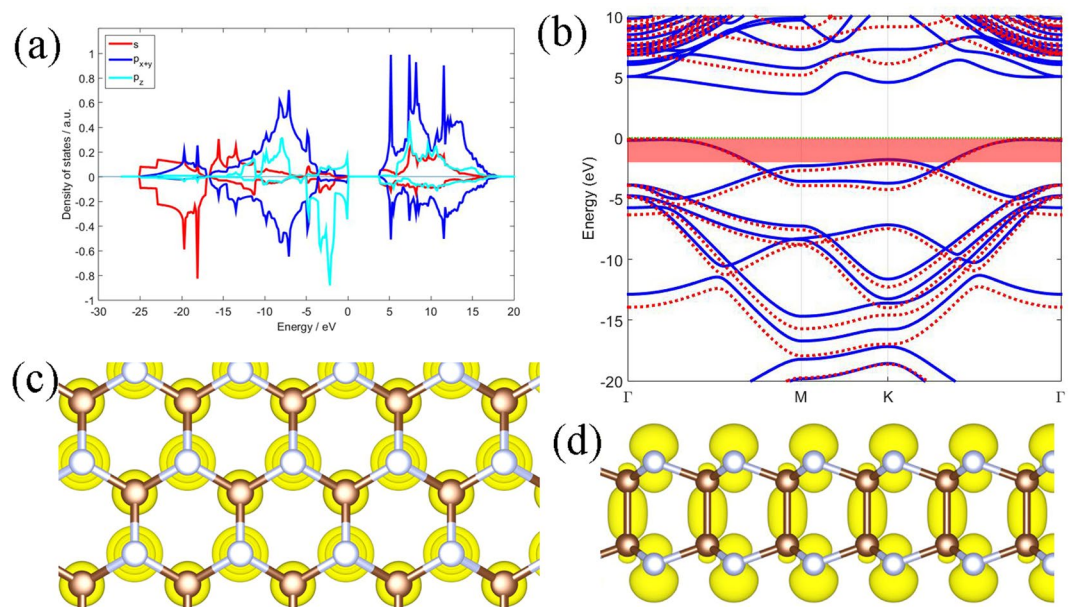 (a)
s
p x+y
p z
Density of states / a.u.
1
0.8
0.6
0.4
0.2
0
0.2
0.4
0.6
0.8
1
-30
-25
-20
-15
-10
-5
0
5
10
15
20
Energy / eV
(b)
Energy (eV)
10
5
0
-5
-10
-15
-20
Γ
M
K
Γ
(c)
(d)